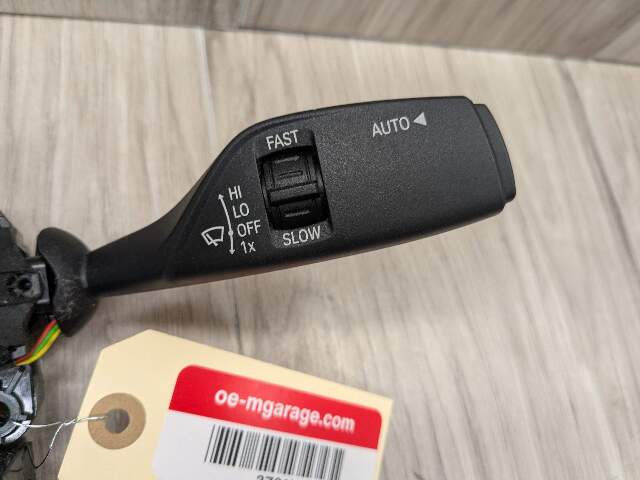 FAST
AUTO
HI
LO
OFF
1x
SLOW
oe-mgarage.com